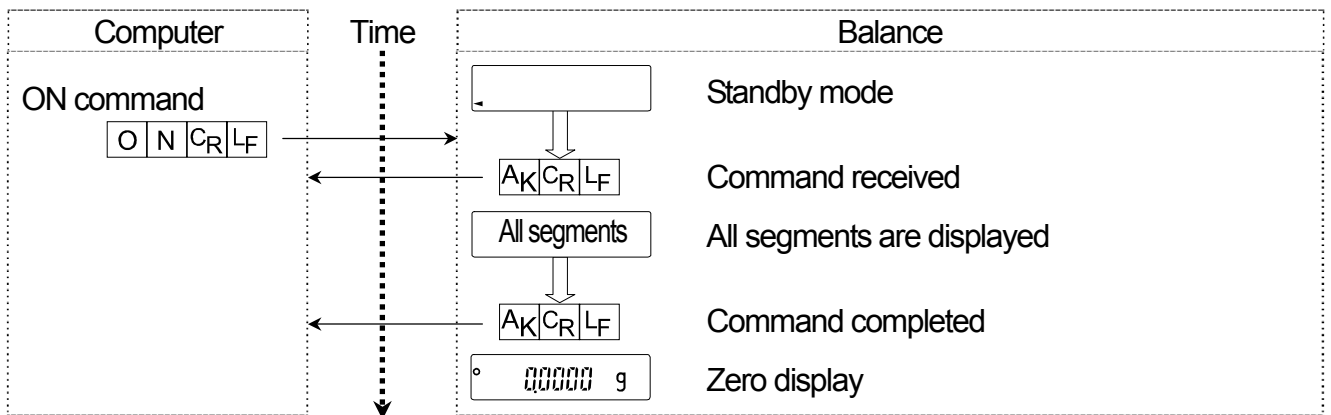 Computer Time Balance
Standby mode
ON command
O N CR LF
AK CR LF Command received
All segments All segments are displayed
AK CR LF Command completed
0.0000 g Zero display